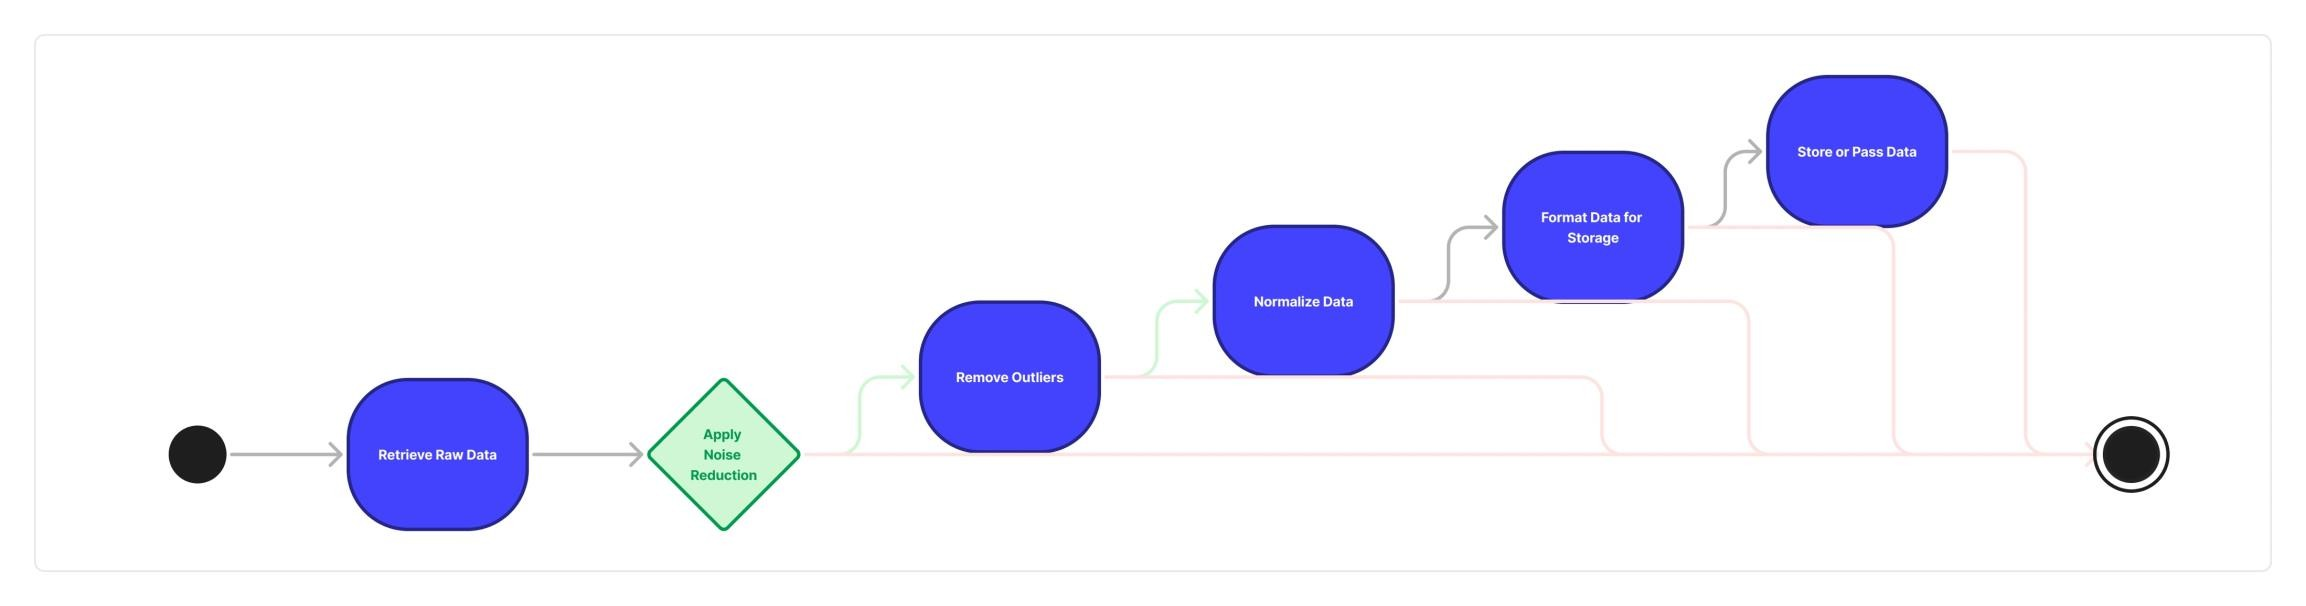 Retrieve Raw Data
Apply
Noise
Reduction
Remove Outliers
Normalize Data
Format Data for
Storage
Store or Pass Data